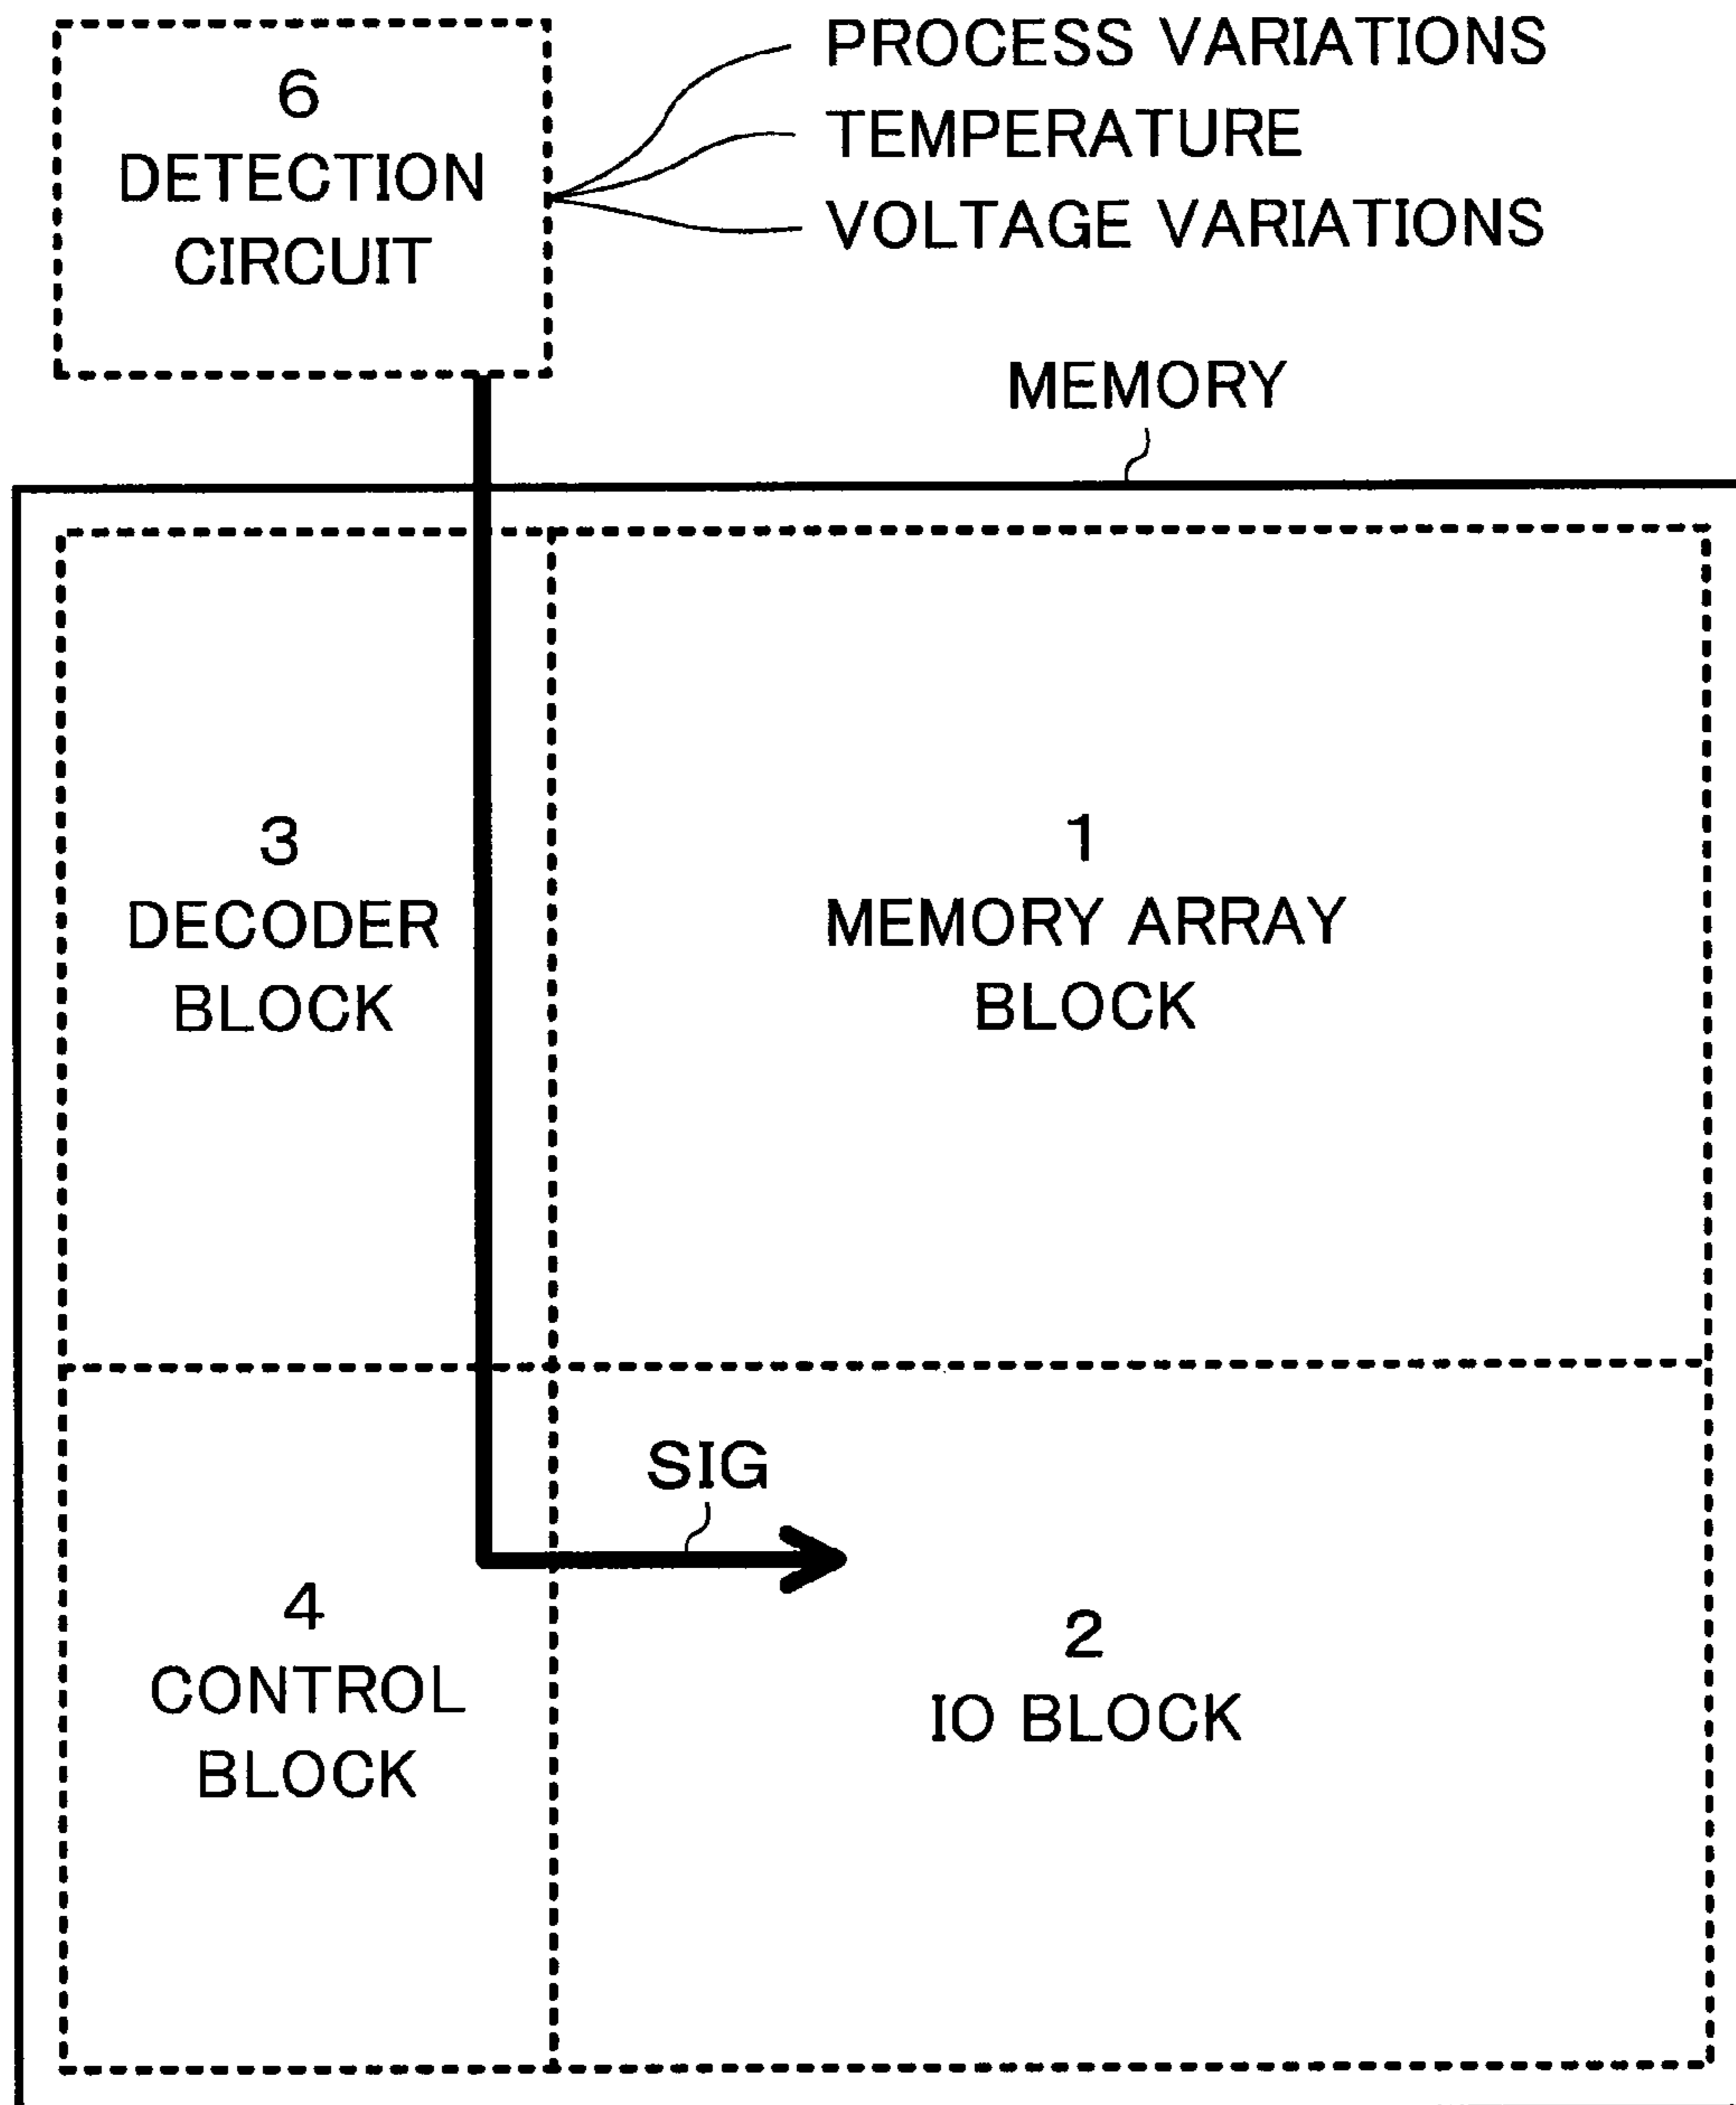 6
DETECTION
CIRCUIT
PROCESS VARIATIONS
TEMPERATURE
VOLTAGE VARIATIONS
MEMORY
3
DECODER
BLOCK
1
MEMORY ARRAY
BLOCK
SIG
4
CONTROL
BLOCK
2
IO BLOCK